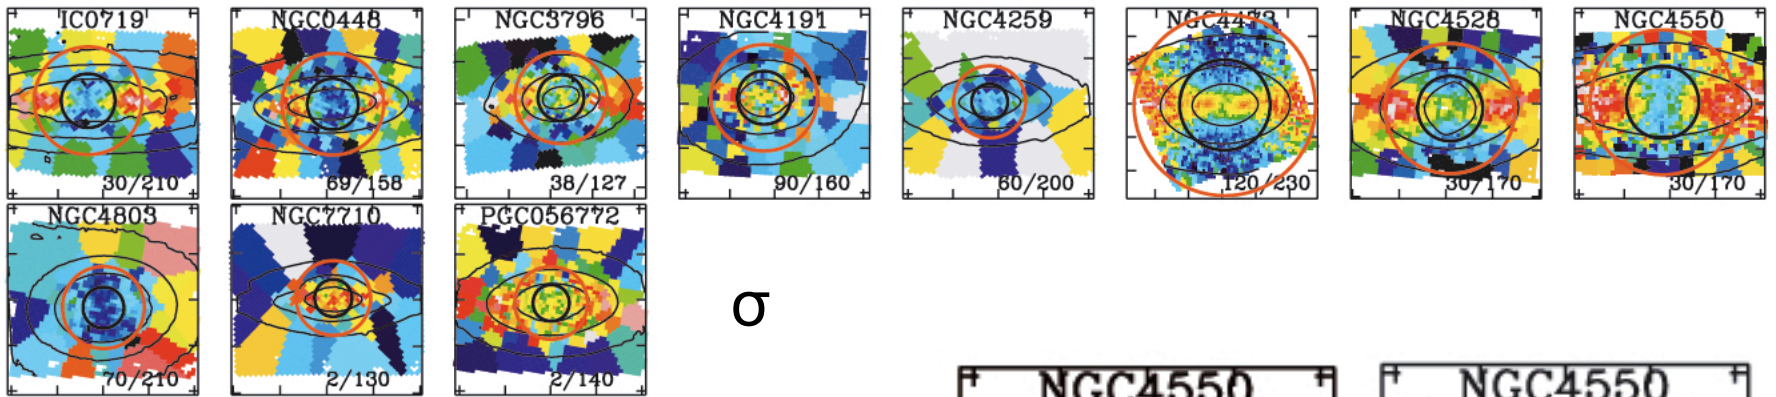 IC0719 NGC0448 NGC3796 NGC4191 NGC4259 NGC4473 NGC4528 NGC4550
30/210 69/158 38/127 90/160 60/200 120/230 30/170 30/170
NGC4803 NGC7710 PGC056772
70/210 2/130 2/140
σ
NGC4550 NGC4550